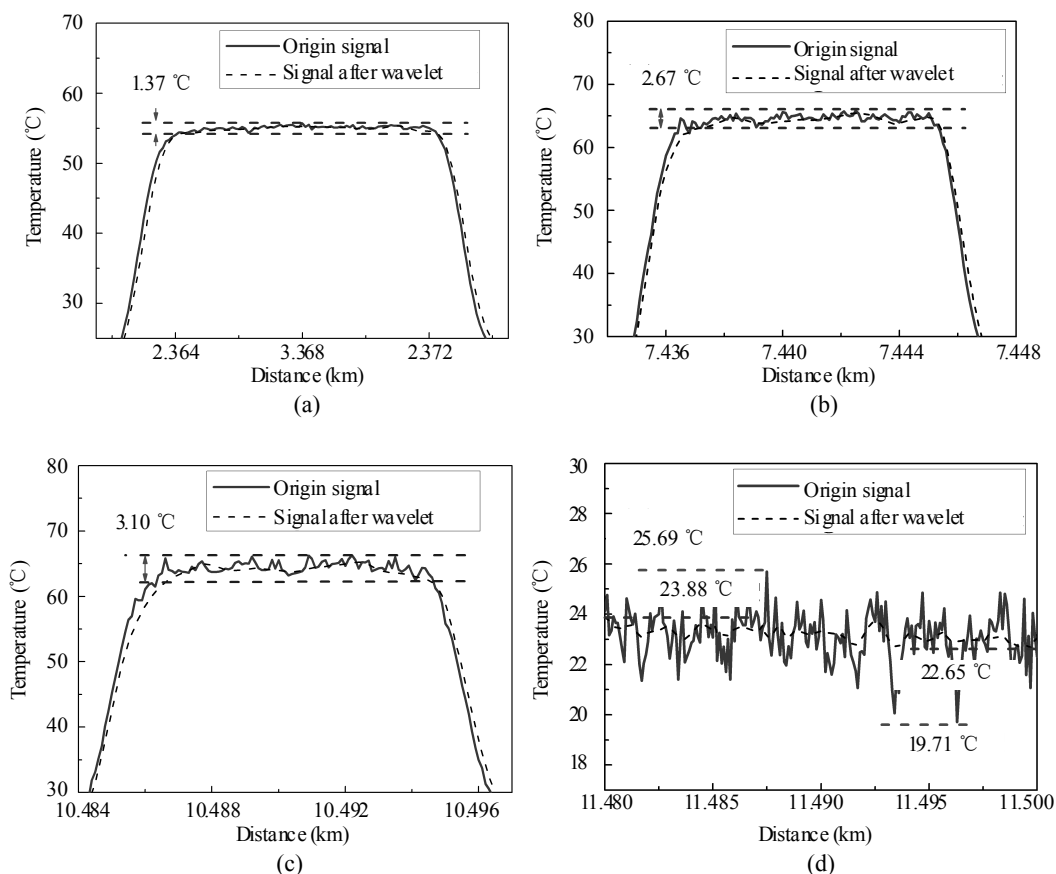 70
60
50
40
30
Temperature (℃)
Origin signal
Signal after wavelet
1.37 ℃
2.364
3.368
2.372
Distance (km)
(a)
80
70
60
50
40
30
Temperature (℃)
Origin signal
Signal after wavelet
2.67 ℃
7.436
7.440
7.444
7.448
Distance (km)
(b)
80
70
60
50
40
30
Temperature (℃)
Origin signal
Signal after wavelet
3.10 ℃
10.484
10.488
10.492
10.496
Distance (km)
(c)
30
28
26
24
22
20
18
Temperature (℃)
Origin signal
Signal after wavelet
25.69 ℃
23.88 ℃
22.65 ℃
19.71 ℃
11.480
11.485
11.490
11.495
11.500
Distance (km)
(d)